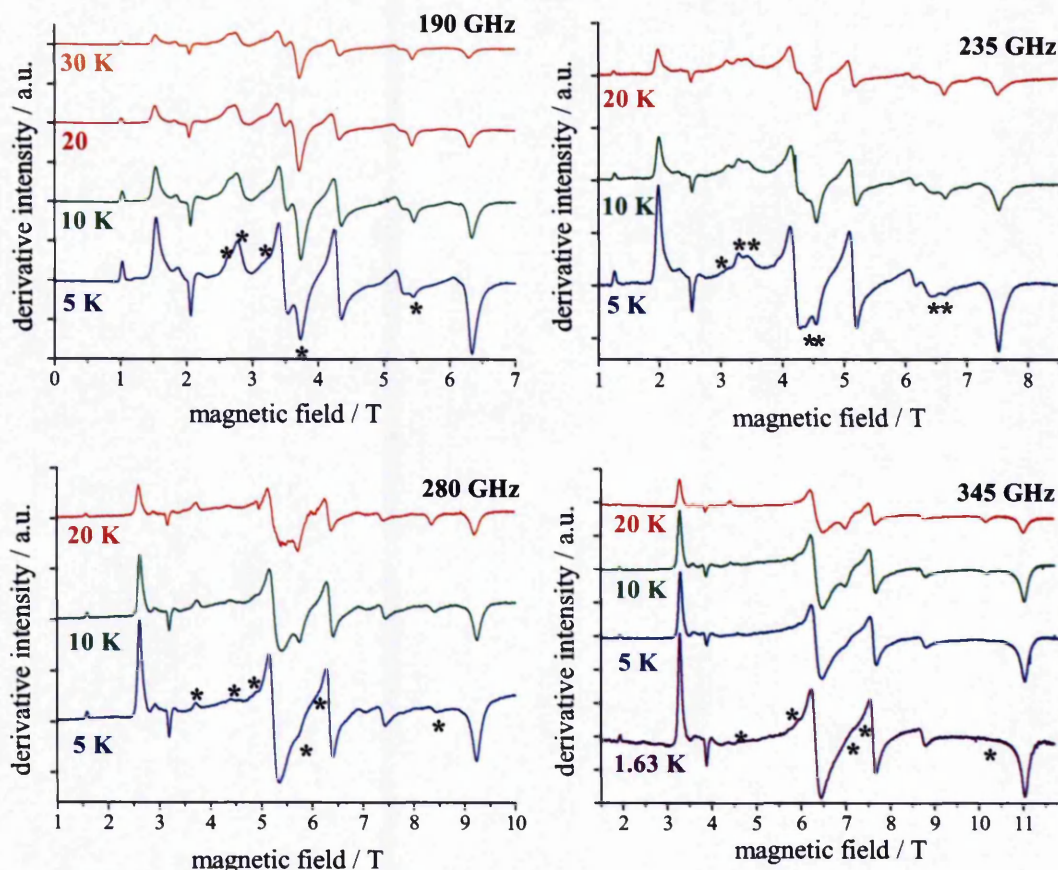 190 GHz
derivative intensity / a.u.
30 K
20
10 K
5 K
*
*
*
*
*
0 1 2 3 4 5 6 7
magnetic field / T
235 GHz
derivative intensity / a.u.
20 K
10 K
5 K
*
**
**
**
1 2 3 4 5 6 7 8
magnetic field / T
280 GHz
derivative intensity / a.u.
20 K
10 K
5 K
*
*
*
*
*
*
1 2 3 4 5 6 7 8 9 10
magnetic field / T
345 GHz
derivative intensity / a.u.
20 K
10 K
5 K
1.63 K
*
*
*
*
*
2 3 4 5 6 7 8 9 10 11
magnetic field / T